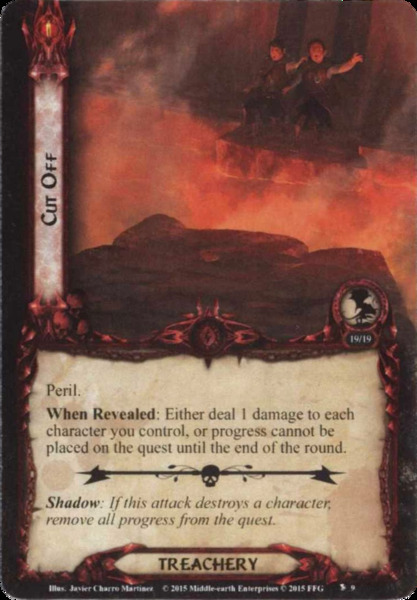 Cut Off
19/19
Peril.
When Revealed: Either deal 1 damage to each
character you control, or progress cannot be
placed on the quest until the end of the round.
Shadow: If this attack destroys a character,
remove all progress from the quest.
TREACHERY
Illus. Javier Charro Martinez © 2015 Middle-earth Enterprises © 2015 FFG 9